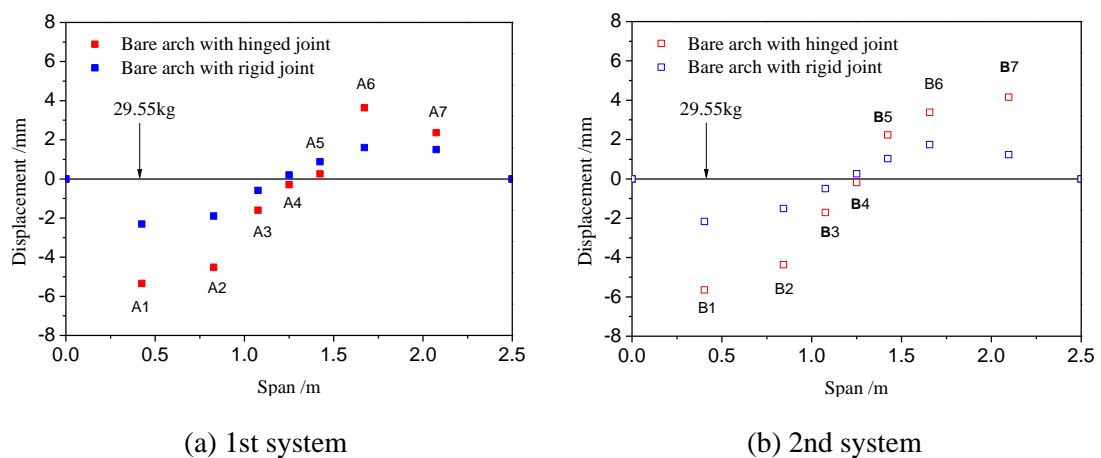 8
6
4
2
0
-2
-4
-6
-8
Displacement /mm
Bare arch with hinged joint
Bare arch with rigid joint
29.55kg
A1
A2
A3
A4
A5
A6
A7
0.0 0.5 1.0 1.5 2.0 2.5
Span /m
(a) 1st system
8
6
4
2
0
-2
-4
-6
8
Displacement /mm
Bare arch with hinged joint
Bare arch with rigid joint
29.55kg
B1
B2
B3
B4
B5
B6
B7
0.0 0.5 1.0 1.5 2.0 2.5
Span /m
(b) 2nd system